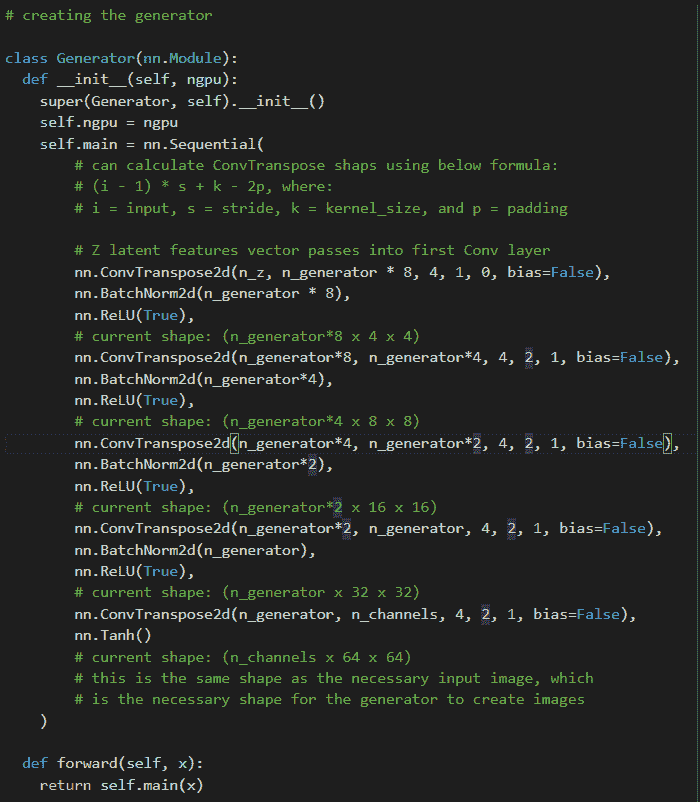 # creating the generator
class Generator(nn.Module):
  def __init__(self, ngpu):
    super(Generator, self).__init__()
    self.ngpu = ngpu
    self.main = nn.Sequential(
        # can calculate ConvTranspose shaps using below formula:
        # (i - 1) * s + k - 2p, where:
        # i = input, s = stride, k = kernel_size, and p = padding
        # Z latent features vector passes into first Conv layer
        nn.ConvTranspose2d(n_z, n_generator * 8, 4, 1, 0, bias=False),
        nn.BatchNorm2d(n_generator * 8),
        nn.ReLU(True),
        # current shape: (n_generator*8 x 4 x 4)
        nn.ConvTranspose2d(n_generator*8, n_generator*4, 4, 2, 1, bias=False),
        nn.BatchNorm2d(n_generator*4),
        nn.ReLU(True),
        # current shape: (n_generator*4 x 8 x 8)
        nn.ConvTranspose2d(n_generator*4, n_generator*2, 4, 2, 1, bias=False),
        nn.BatchNorm2d(n_generator*2),
        nn.ReLU(True),
        # current shape: (n_generator*2 x 16 x 16)
        nn.ConvTranspose2d(n_generator*2, n_generator, 4, 2, 1, bias=False),
        nn.BatchNorm2d(n_generator),
        nn.ReLU(True),
        # current shape: (n_generator x 32 x 32)
        nn.ConvTranspose2d(n_generator, n_channels, 4, 2, 1, bias=False),
        nn.Tanh()
        # current shape: (n_channels x 64 x 64)
        # this is the same shape as the necessary input image, which
        # is the necessary shape for the generator to create images
    )
  def forward(self, x):
    return self.main(x)